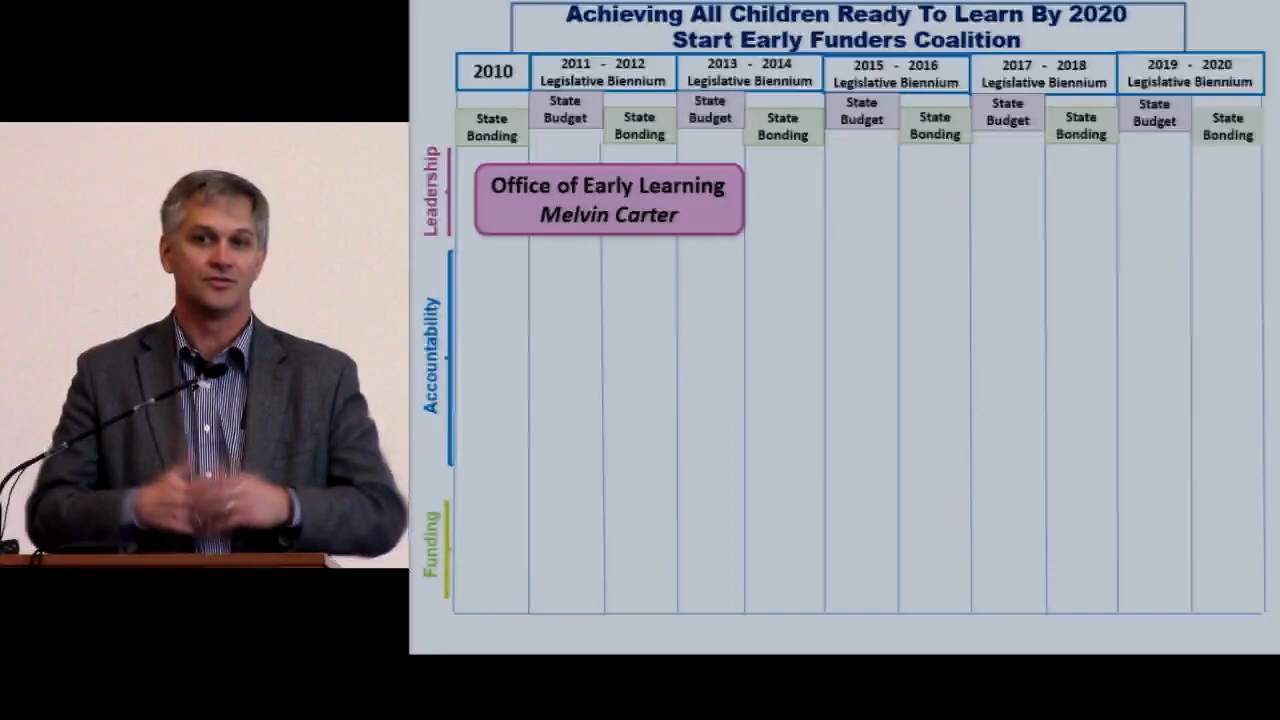 Achieving All Children Ready To Learn By 2020
Start Early Funders Coalition
2010
2011 - 2012
Legislative Biennium
2013 - 2014
Legislative Biennium
2015 - 2016
Legislative Biennium
2017 - 2018
Legislative Biennium
2019 - 2020
Legislative Biennium
State
Bonding
State
Budget
State
Bonding
State
Budget
State
Bonding
State
Budget
State
Bonding
State
Budget
State
Bonding
State
Budget
State
Bonding
Leadership
Office of Early Learning
Melvin Carter
Accountability
Funding